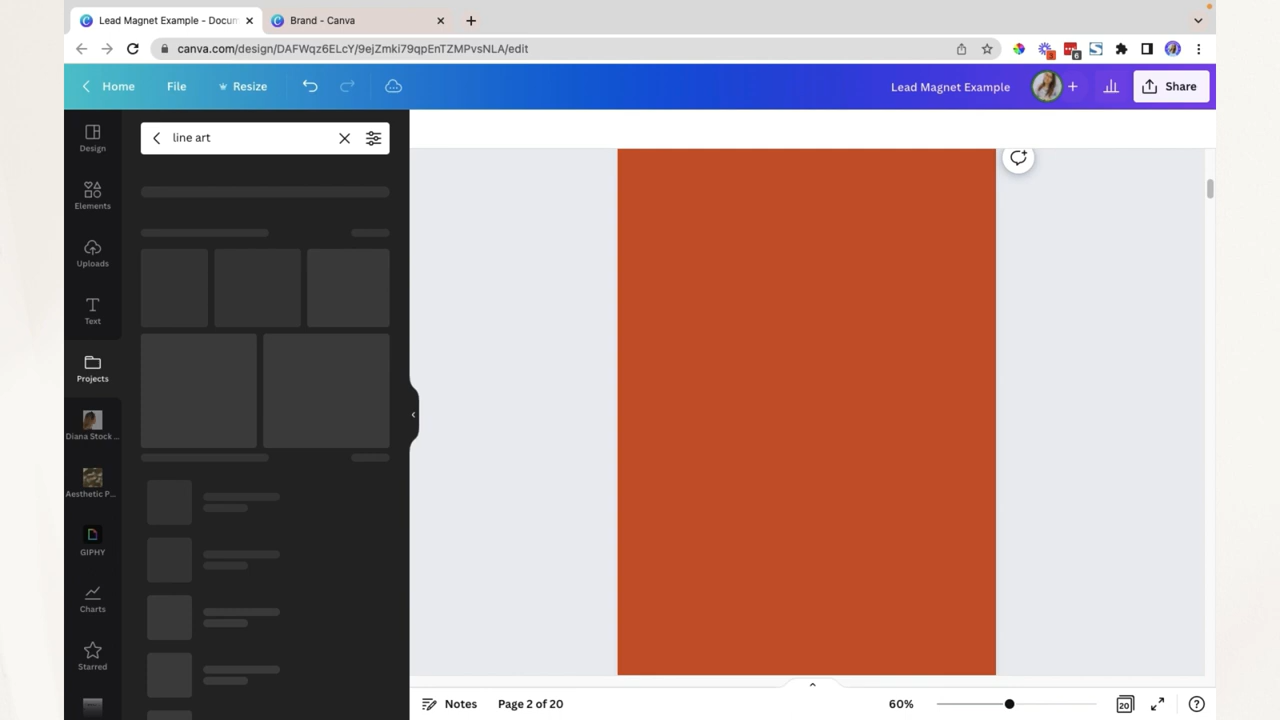 Lead Magnet Example - Docum
Brand - Canva
canva.com/design/DAFWqz6ELcY/9ejZmki79qpEnTZMPvsNLA/edit
6
Home
File
Resize
Lead Magnet Example
Share
line art
Design
Elements
Uploads
Text
Projects
Diana Stock ...
Aesthetic P...
GIPHY
Charts
Starred
Notes
Page 2 of 20
60%
20
?